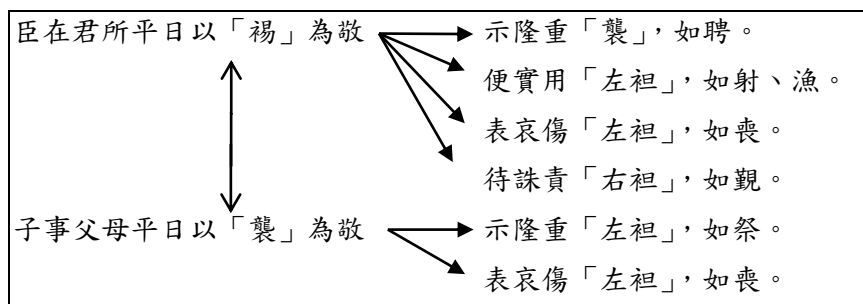 臣在君所平日以「裼」為敬 示隆重「襲」,如聘。
便實用「左袒」,如射、漁。
表哀傷「左袒」,如喪。
待誅責「右袒」,如覲。
子事父母平日以「襲」為敬 示隆重「左袒」,如祭。
表哀傷「左袒」,如喪。